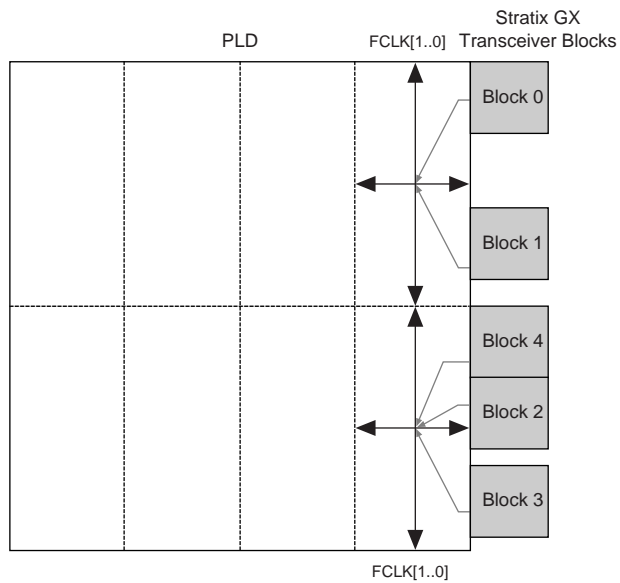 Stratix GX
PLD FCLK[1..0] Transceiver Blocks
Block 0
Block 1
Block 4
Block 2
Block 3
FCLK[1..0]